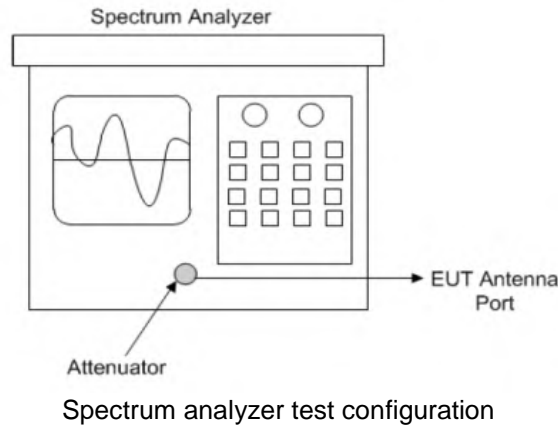 Spectrum Analyzer
EUT Antenna
Port
Attenuator
Spectrum analyzer test configuration